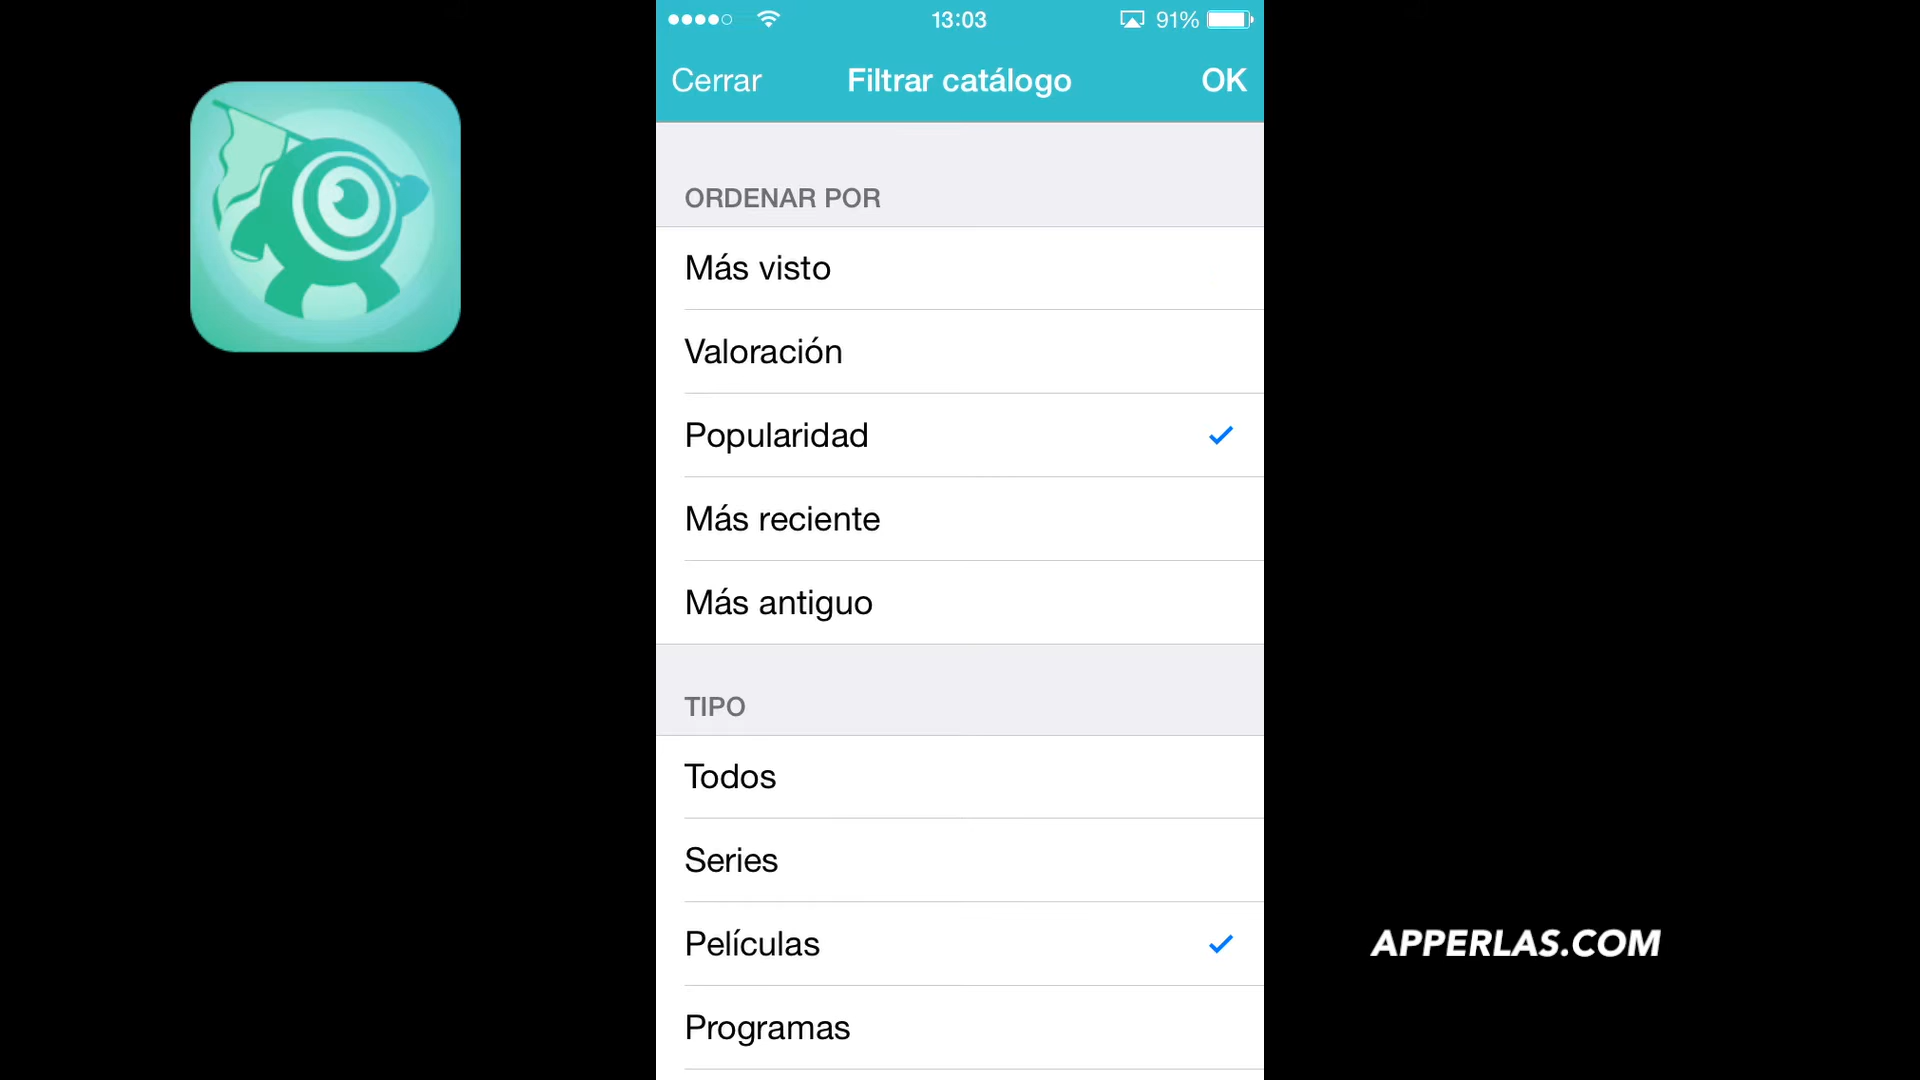 13:03
91%
Cerrar
Filtrar catálogo
OK
ORDENAR POR
Más visto
Valoración
Popularidad
Más reciente
Más antiguo
TIPO
Todos
Series
Películas
Programas
APPERLAS.COM